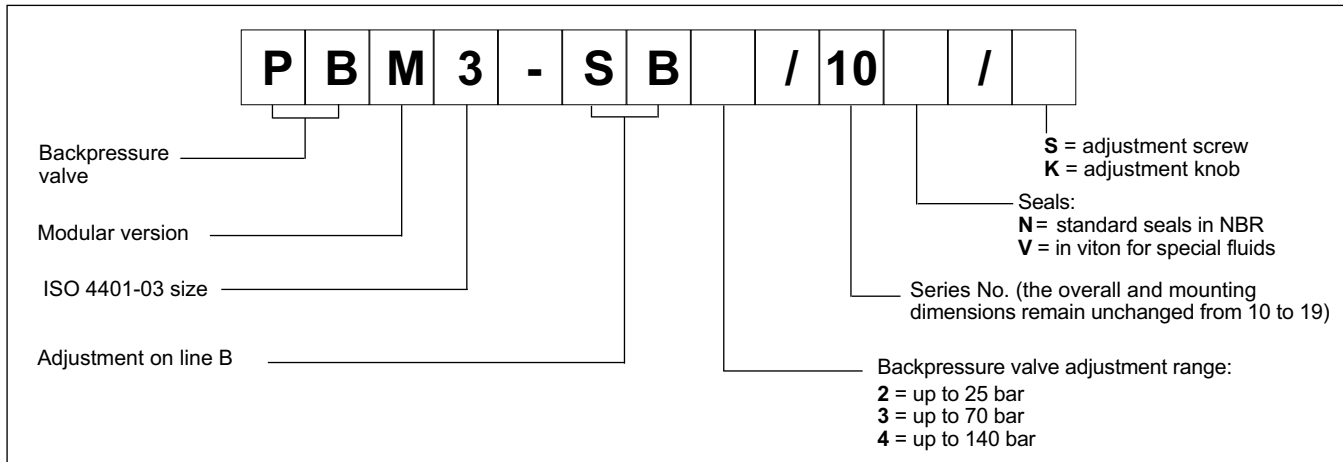 P B M 3 - S B / 10 /
Backpressure
valve
Modular version
ISO 4401-03 size
Adjustment on line B
S = adjustment screw
K = adjustment knob
Seals:
N = standard seals in NBR
V = in viton for special fluids
Series No. (the overall and mounting
dimensions remain unchanged from 10 to 19)
Backpressure valve adjustment range:
2 = up to 25 bar
3 = up to 70 bar
4 = up to 140 bar